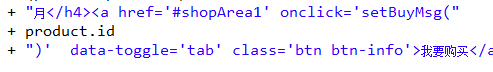 + "月</h4><a href='#shopArea1' onclick='setBuyMsg("
+ product.id
+ ")'  data-toggle='tab' class='btn btn-info'>我要购买</a